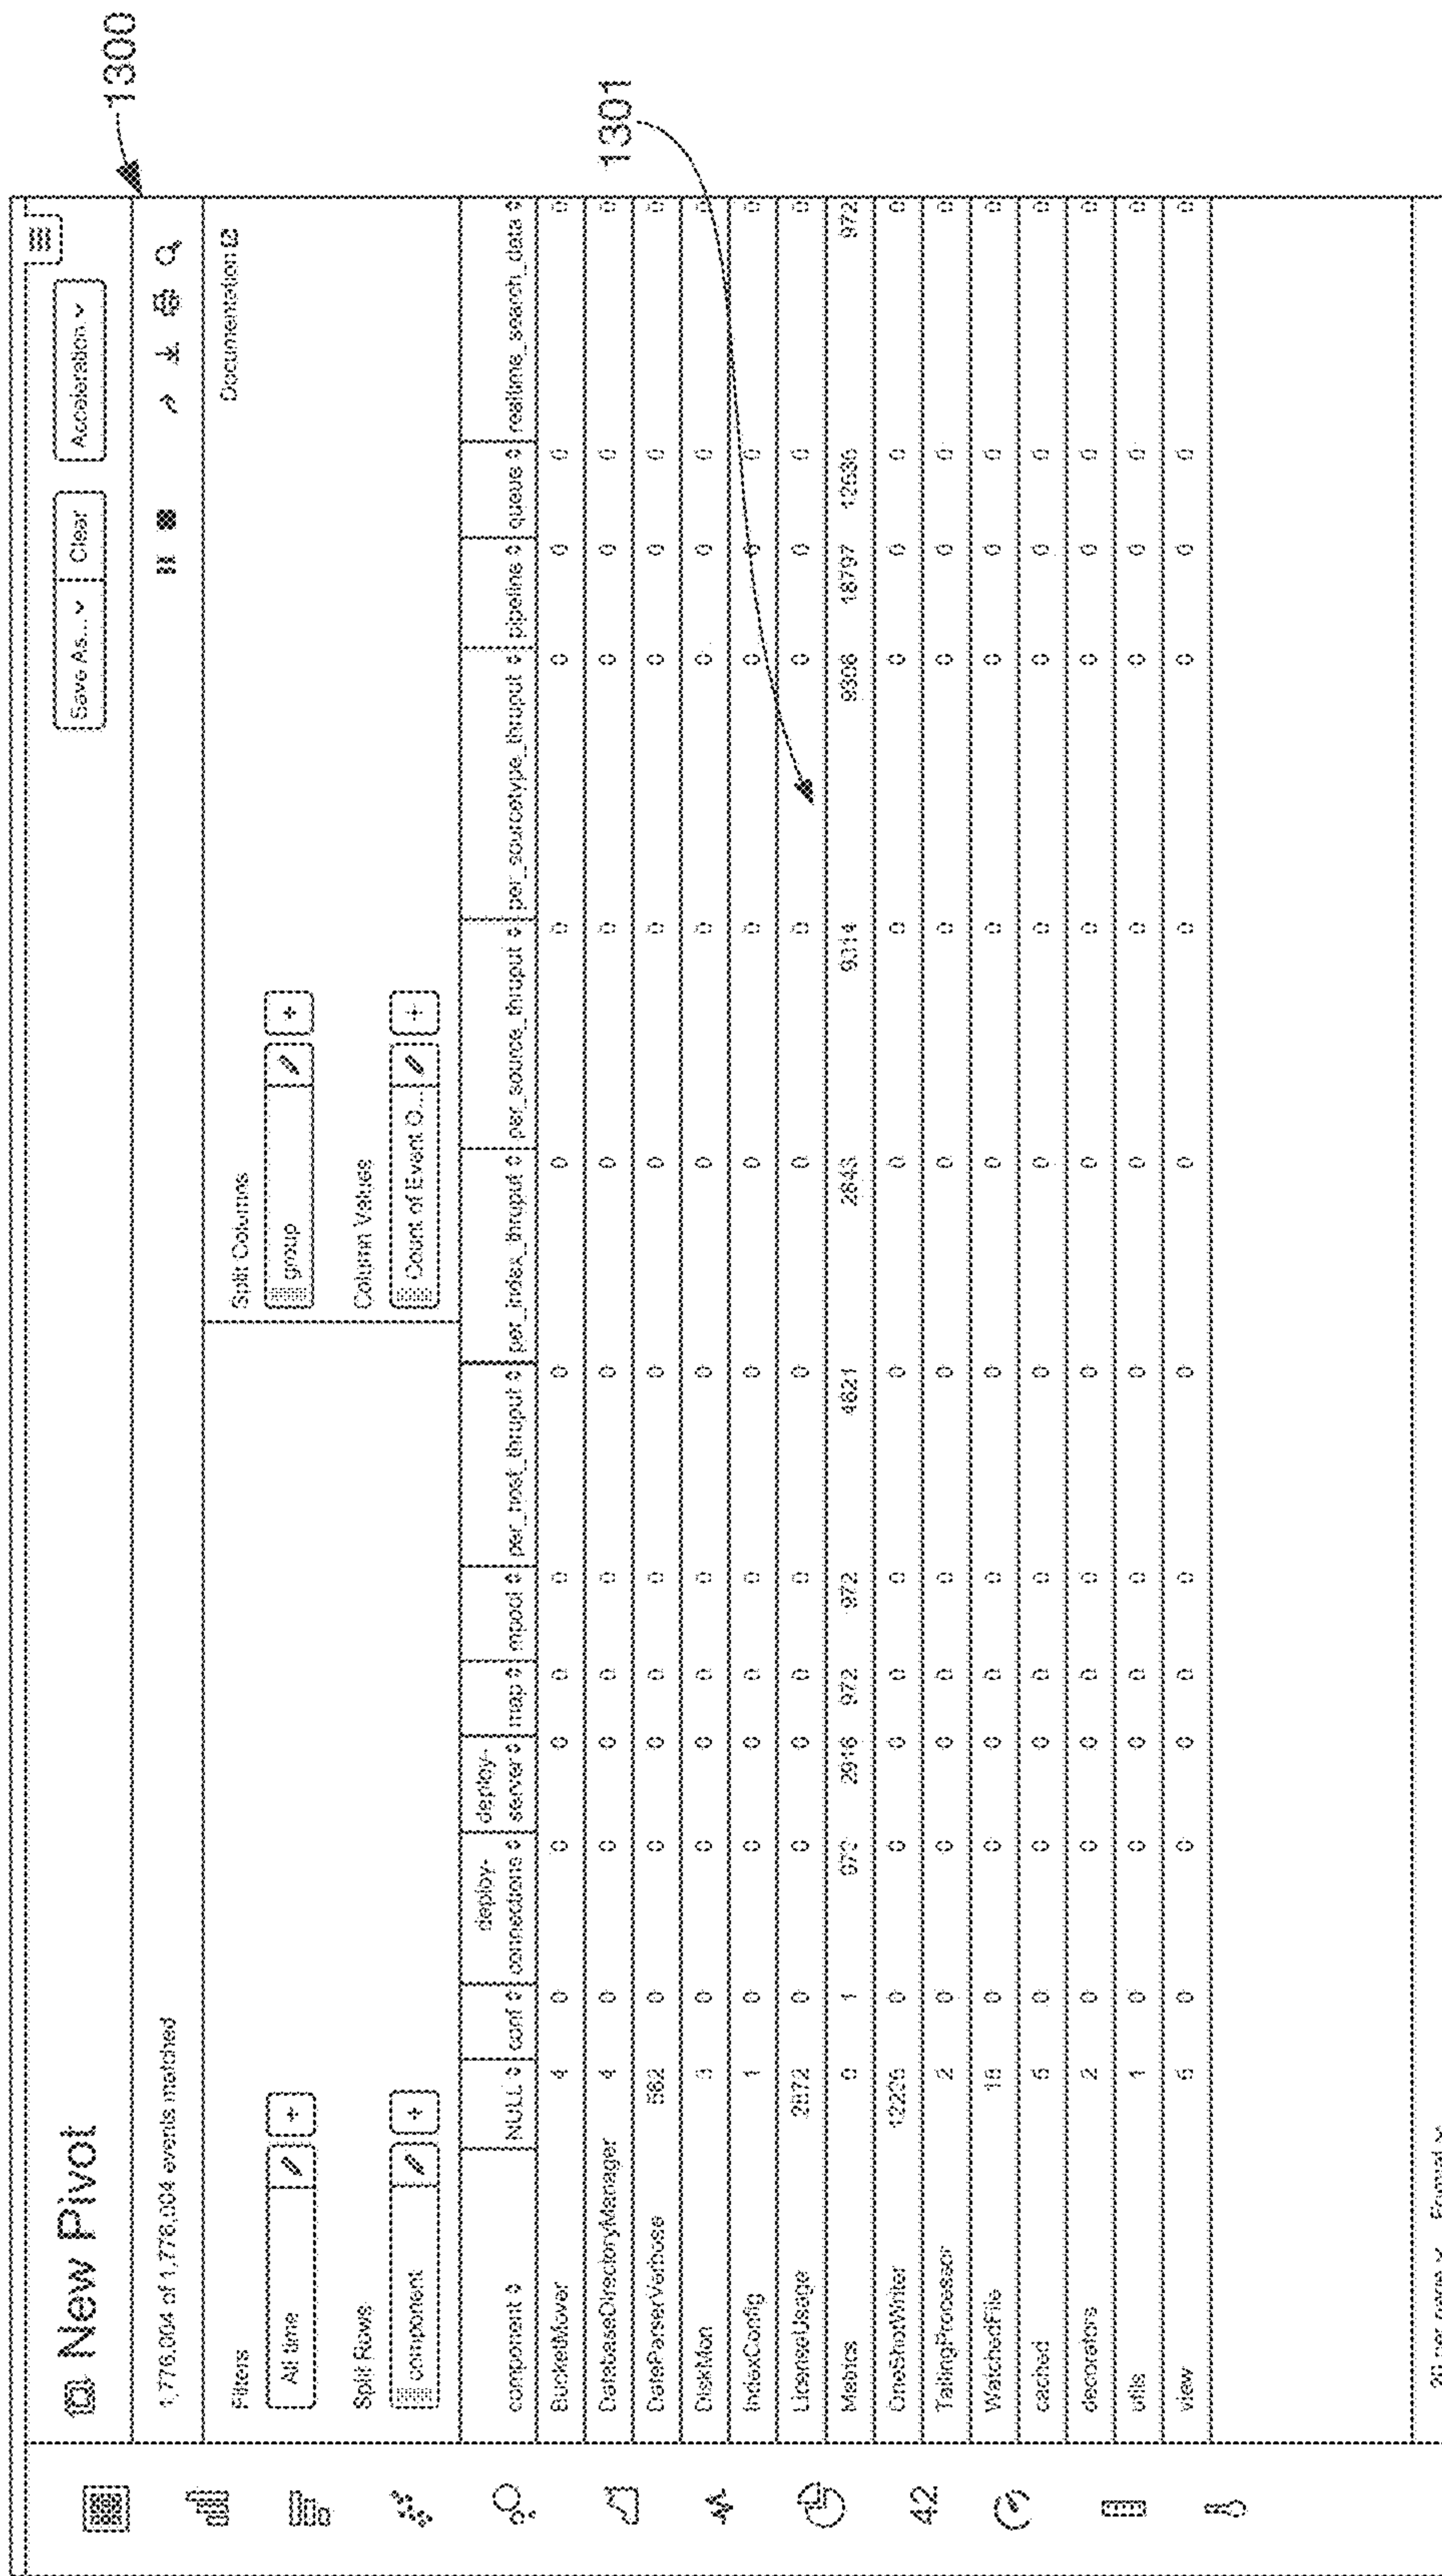 1300
1301
New Pivot
Save As... Clear Acceleration
1,776,004 of 1,776,004 events matched
Filters Split Columns Documentation
All time + group +
Split Rows Column Values
component + Count of Event O... +
component NULL conf deploy-connections deploy-server map mpool per_host_thruput per_index_thruput per_source_thruput per_sourcetype_thruput pipeline queue realtime_search_data
BucketMover 4 0 0 0 0 0 0 0 0 0 0 0 0
DatabaseDirectoryManager 4 0 0 0 0 0 0 0 0 0 0 0 0
DateParserVerbose 562 0 0 0 0 0 0 0 0 0 0 0 0
DiskMon 3 0 0 0 0 0 0 0 0 0 0 0 0
IndexConfig 1 0 0 0 0 0 0 0 0 0 0 0 0
LicenseUsage 2872 0 0 0 0 0 0 0 0 0 0 0 0
Metrics 0 1 2916 972 972 4621 2643 9314 9306 18797 12636 972
OneShotWriter 12226 0 0 0 0 0 0 0 0 0 0 0 0
TailingProcessor 2 0 0 0 0 0 0 0 0 0 0 0 0
WatchedFile 18 0 0 0 0 0 0 0 0 0 0 0 0
cached 5 0 0 0 0 0 0 0 0 0 0 0 0
decorators 2 0 0 0 0 0 0 0 0 0 0 0 0
utils 1 0 0 0 0 0 0 0 0 0 0 0 0
view 5 0 0 0 0 0 0 0 0 0 0 0 0
42
per page Format